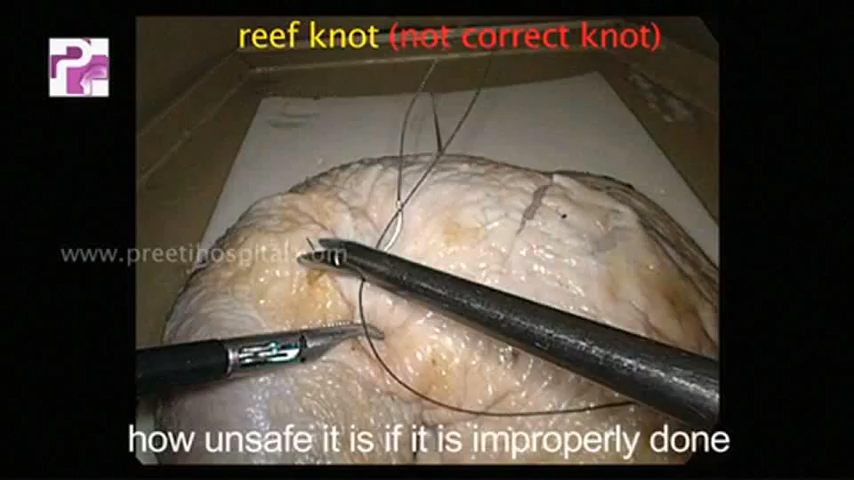 reef knot (not correct knot)
www.preetihospital.com
how unsafe it is if it is improperly done